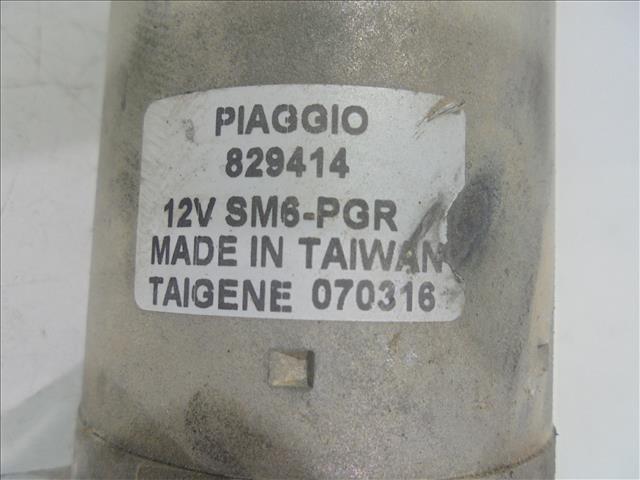 PIAGGIO
829414
12V SM6-PGR
MADE IN TAIWAN
TAIGENE 070316